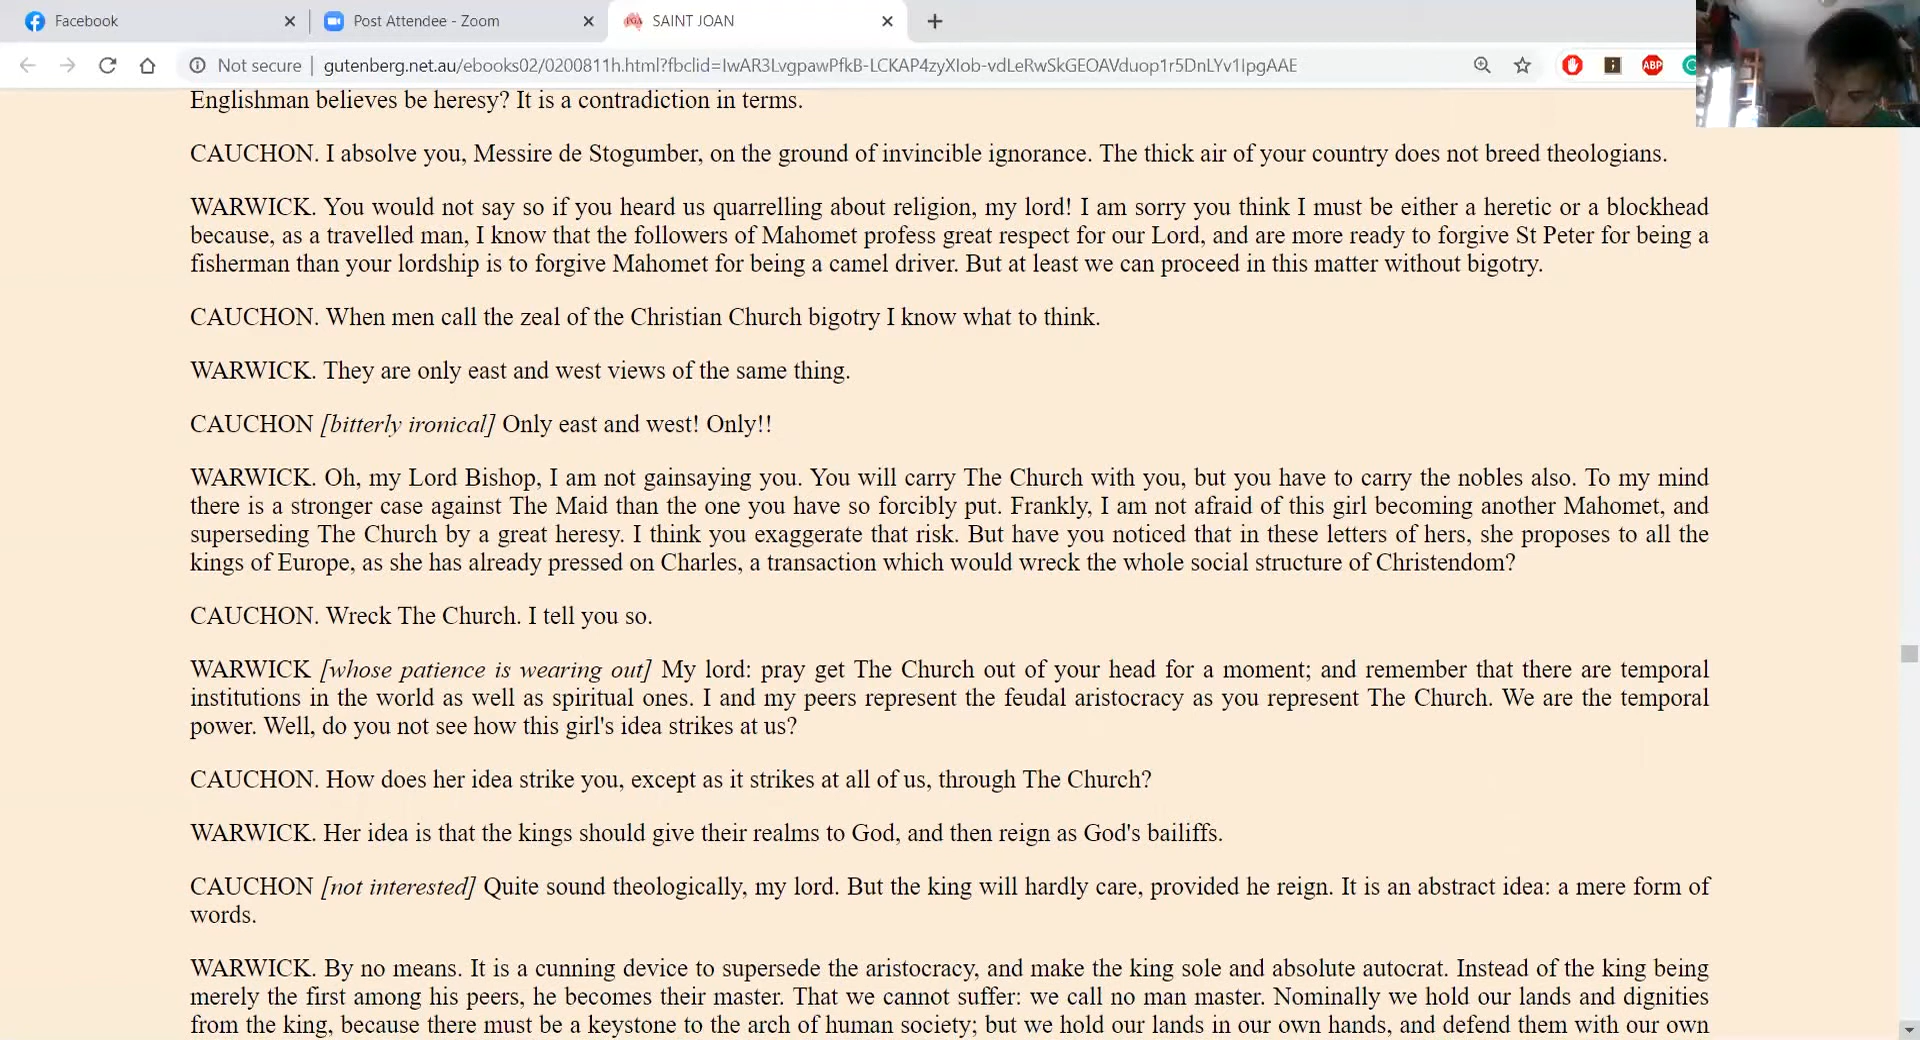 Facebook
Post Attendee - Zoom
SAINT JOAN
Not secure | gutenberg.net.au/ebooks02/0200811h.html?fbclid=IwAR3LvgpawPfkB-LCKAP4zyXIob-vdLeRwSkGEOAVduop1r5DnLYv1IpgAAE
ABP
Englishman believes be heresy? It is a contradiction in terms.
CAUCHON. I absolve you, Messire de Stogumber, on the ground of invincible ignorance. The thick air of your country does not breed theologians.
WARWICK. You would not say so if you heard us quarrelling about religion, my lord! I am sorry you think I must be either a heretic or a blockhead
because, as a travelled man, I know that the followers of Mahomet profess great respect for our Lord, and are more ready to forgive St Peter for being a
fisherman than your lordship is to forgive Mahomet for being a camel driver. But at least we can proceed in this matter without bigotry.
CAUCHON. When men call the zeal of the Christian Church bigotry I know what to think.
WARWICK. They are only east and west views of the same thing.
CAUCHON [bitterly ironical] Only east and west! Only!!
WARWICK. Oh, my Lord Bishop, I am not gainsaying you. You will carry The Church with you, but you have to carry the nobles also. To my mind
there is a stronger case against The Maid than the one you have so forcibly put. Frankly, I am not afraid of this girl becoming another Mahomet, and
superseding The Church by a great heresy. I think you exaggerate that risk. But have you noticed that in these letters of hers, she proposes to all the
kings of Europe, as she has already pressed on Charles, a transaction which would wreck the whole social structure of Christendom?
CAUCHON. Wreck The Church. I tell you so.
WARWICK [whose patience is wearing out] My lord: pray get The Church out of your head for a moment; and remember that there are temporal
institutions in the world as well as spiritual ones. I and my peers represent the feudal aristocracy as you represent The Church. We are the temporal
power. Well, do you not see how this girl's idea strikes at us?
CAUCHON. How does her idea strike you, except as it strikes at all of us, through The Church?
WARWICK. Her idea is that the kings should give their realms to God, and then reign as God's bailiffs.
CAUCHON [not interested] Quite sound theologically, my lord. But the king will hardly care, provided he reign. It is an abstract idea: a mere form of
words.
WARWICK. By no means. It is a cunning device to supersede the aristocracy, and make the king sole and absolute autocrat. Instead of the king being
merely the first among his peers, he becomes their master. That we cannot suffer: we call no man master. Nominally we hold our lands and dignities
from the king, because there must be a keystone to the arch of human society; but we hold our lands in our own hands, and defend them with our own